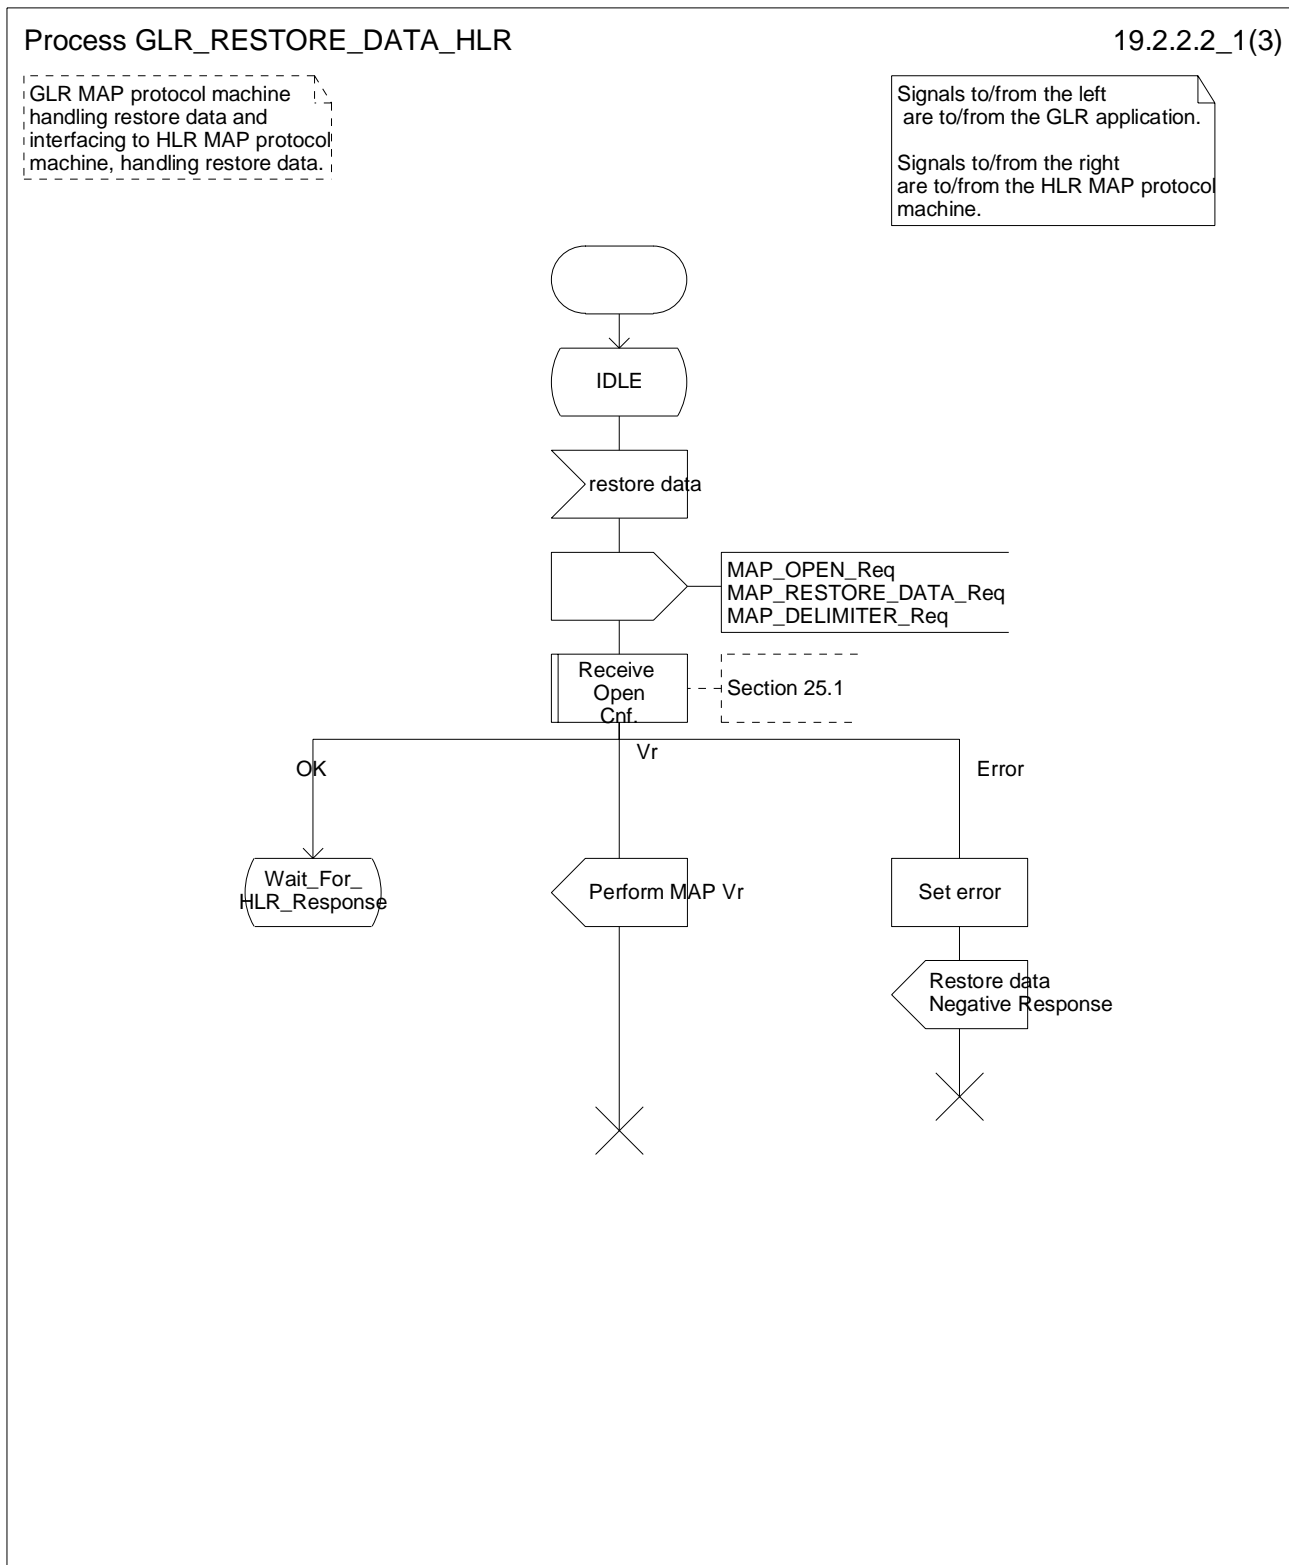 Process GLR_RESTORE_DATA_HLR
19.2.2.2_1(3)
GLR MAP protocol machine
handling restore data and
interfacing to HLR MAP protocol
machine, handling restore data.
Signals to/from the left
are to/from the GLR application.
Signals to/from the right
are to/from the HLR MAP protocol
machine.
IDLE
restore data
MAP_OPEN_Req
MAP_RESTORE_DATA_Req
MAP_DELIMITER_Req
Receive
Open
Cnf.
Section 25.1
OK
Vr
Error
Wait_For_
HLR_Response
Perform MAP Vr
Set error
Restore data
Negative Response